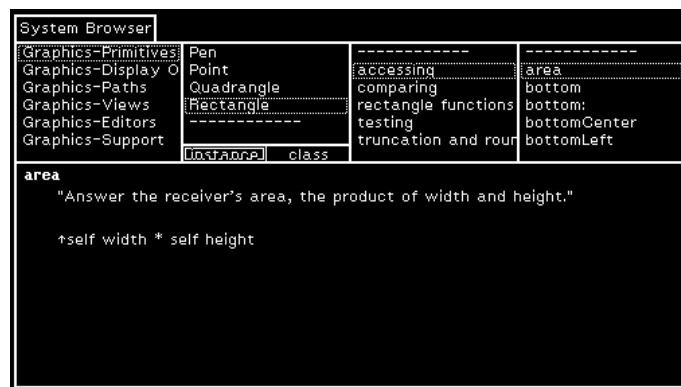 System Browser
Graphics-Primitives
Graphics-Display O
Graphics-Paths
Graphics-Views
Graphics-Editors
Graphics-Support
Pen
Point
Quadrangle
Rectangle
------------
instance class
------------
accessing
comparing
rectangle functions
testing
truncation and roun
------------
area
bottom
bottom:
bottomCenter
bottomLeft
area
"Answer the receiver's area, the product of width and height."
↑self width * self height